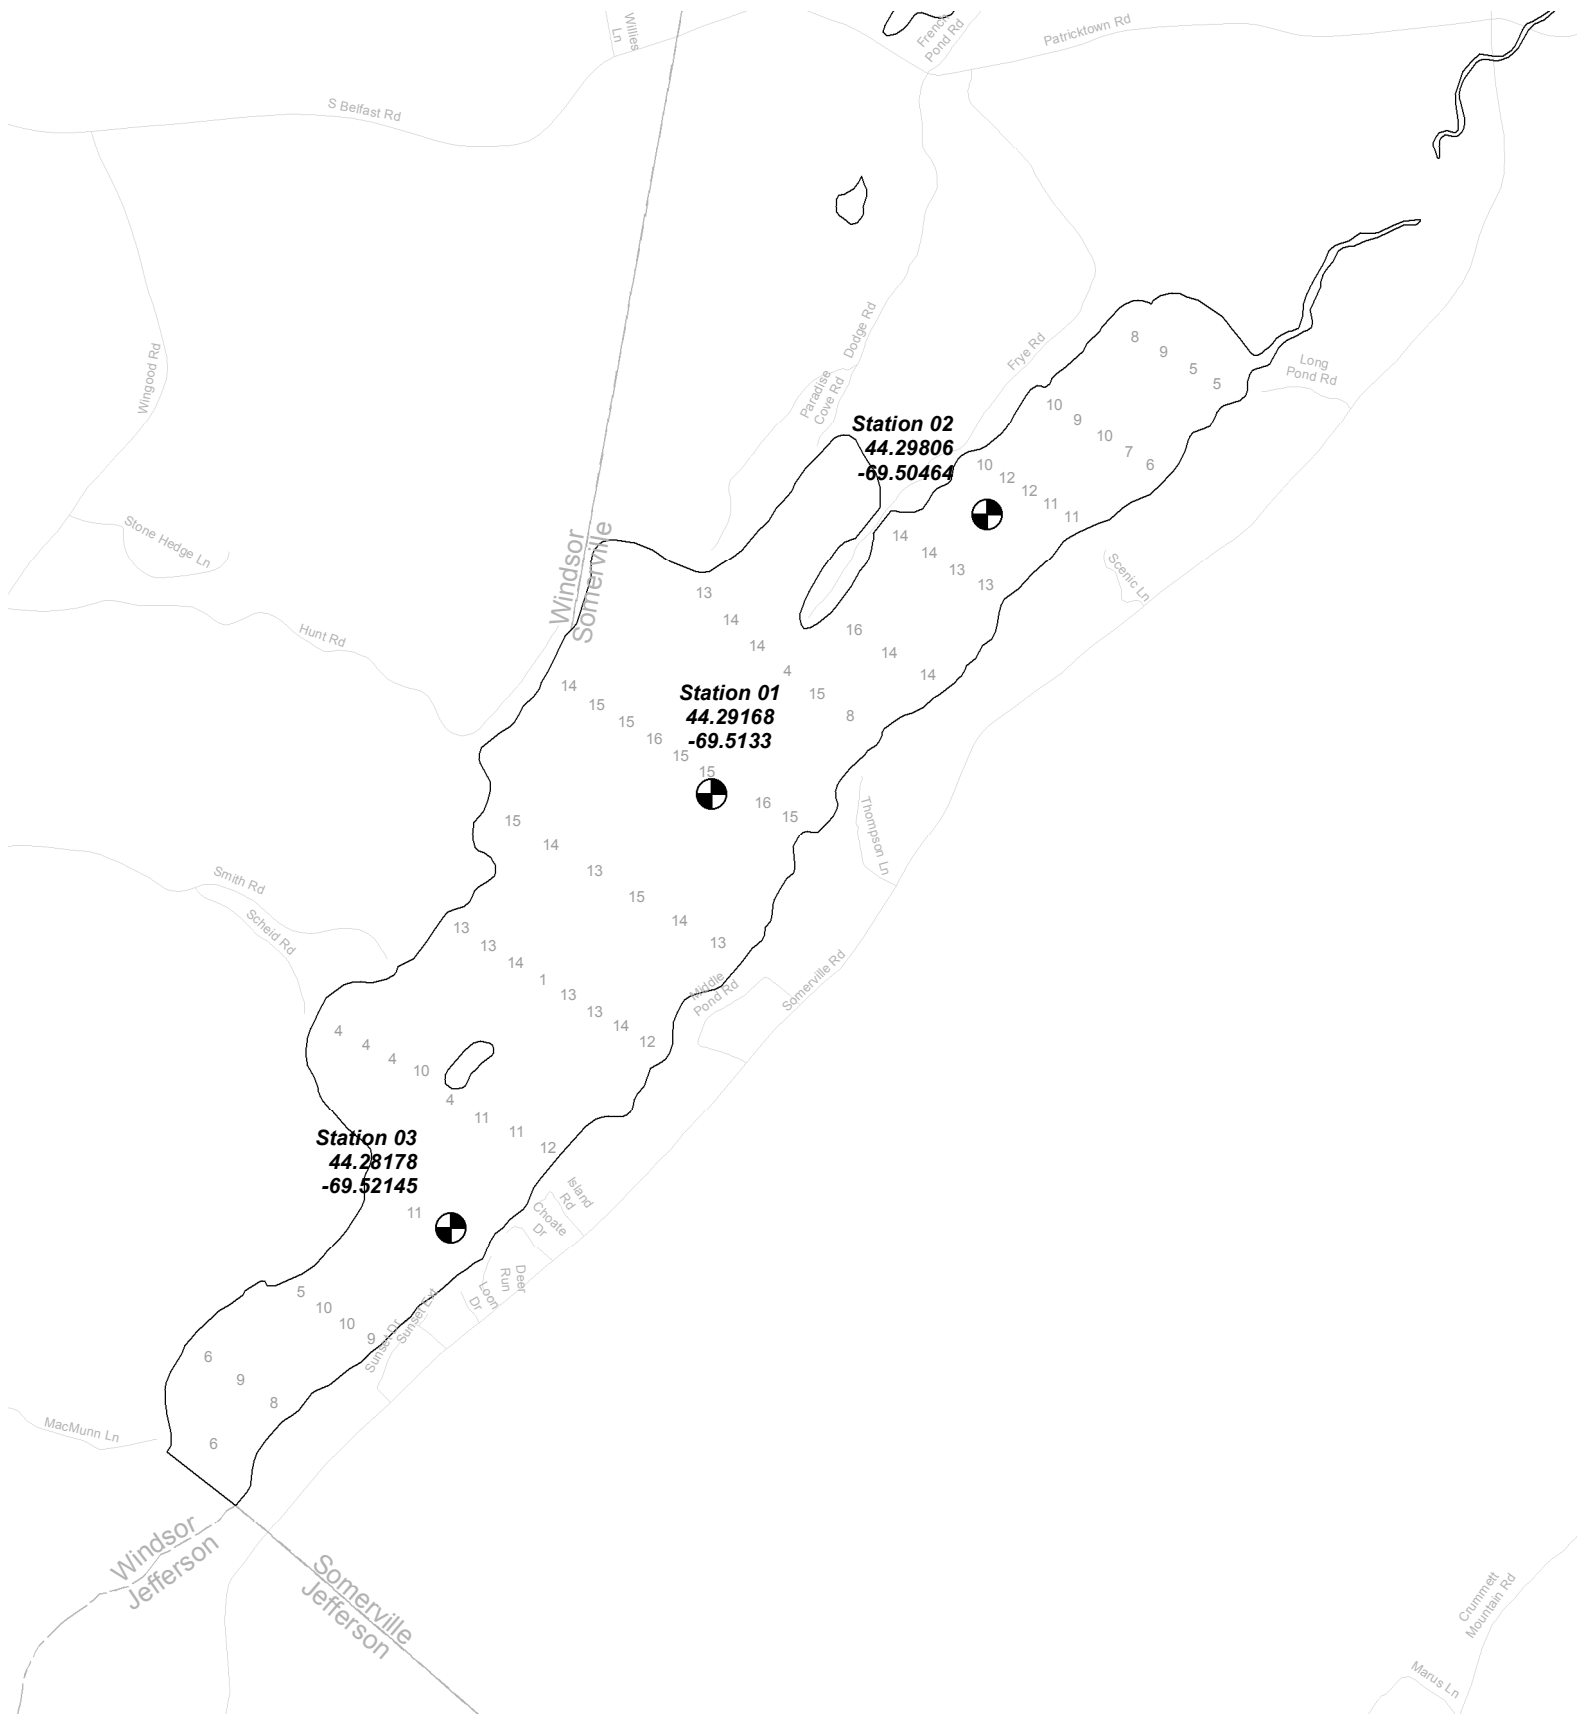 Willies
Ln
French
Pond Rd
Patricktown Rd
S Belfast Rd
Wingood Rd
Dodge Rd
Paradise
Cove Rd
Frye Rd
Long
Pond Rd
8
9
5
5
10
9
10
7
6
Station 02
44.29806
-69.50464
10
12
12
11
11
Stone Hedge Ln
Windsor
Somerville
14
14
13
13
Scenic Ln
Hunt Rd
13
14
14
4
15
8
16
14
14
Station 01
44.29168
-69.5133
14
15
15
16
15
15
16
15
Thompson Ln
15
14
13
15
14
13
Smith Rd
Scheid Rd
13
13
14
1
13
13
14
12
Middle
Pond Rd
Somerville Rd
4
4
4
10
4
11
11
12
Station 03
44.28178
-69.52145
11
Island
Rd
Choate
Dr
Deer
Run
Loon
Dr
Sunset Ext
Sunset Dr
5
10
10
9
6
9
8
6
MacMunn Ln
Windsor
Jefferson
Somerville
Jefferson
Crummett
Mountain Rd
Marus Ln